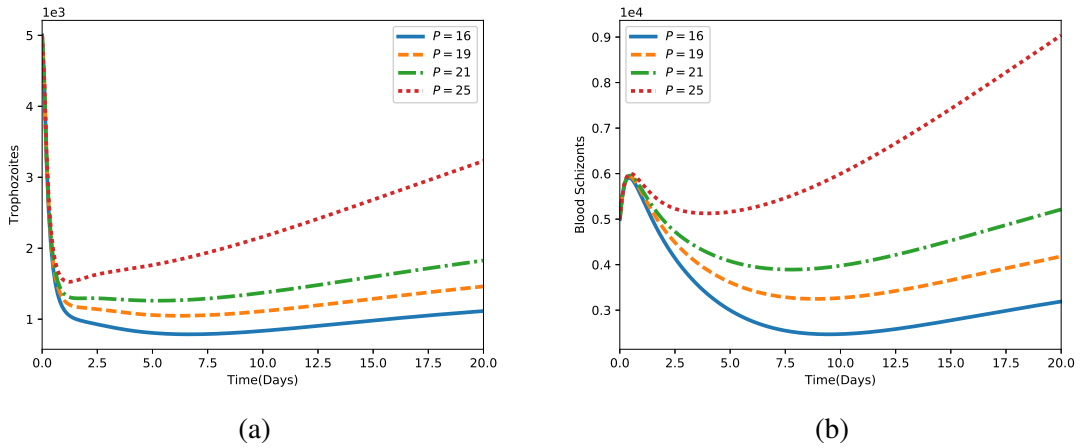 1e3
5
4
3
2
1
Trophozoites
P = 16
P = 19
P = 21
P = 25
0.0 2.5 5.0 7.5 10.0 12.5 15.0 17.5 20.0
Time(Days)
(a)
1e4
0.9
0.8
0.7
0.6
0.5
0.4
0.3
Blood Schizonts
P = 16
P = 19
P = 21
P = 25
0.0 2.5 5.0 7.5 10.0 12.5 15.0 17.5 20.0
Time(Days)
(b)